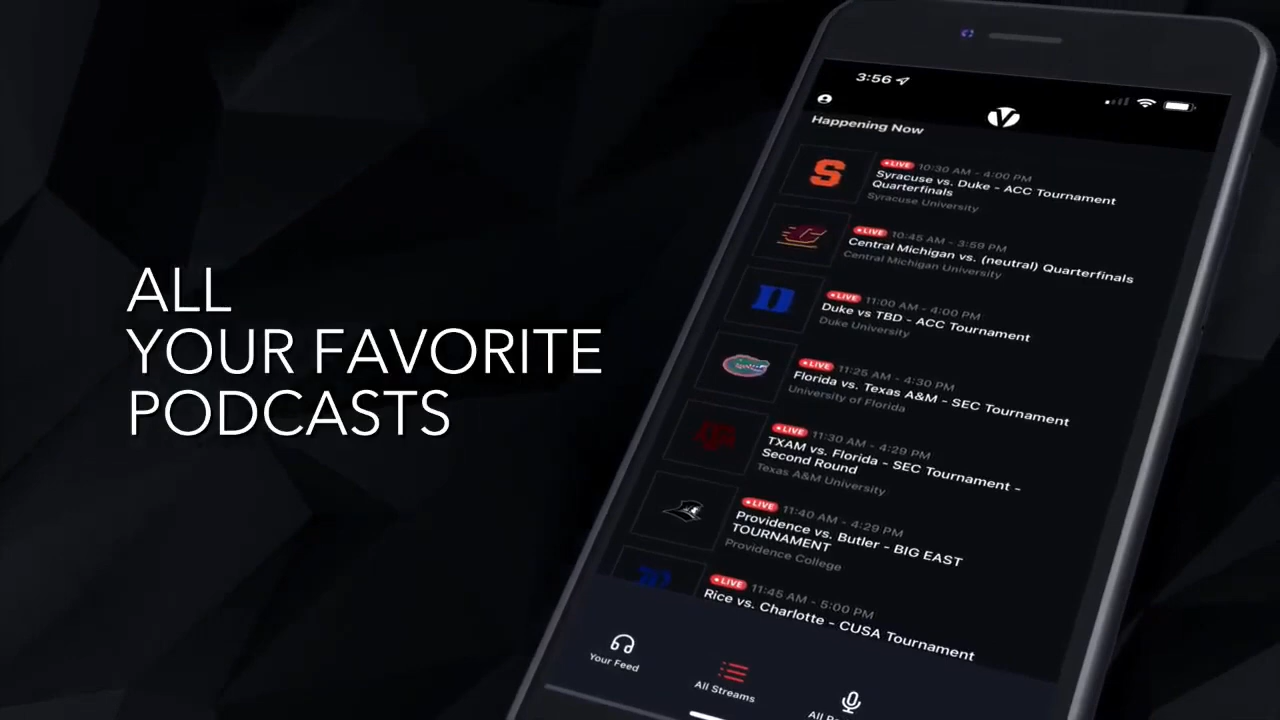 ALL
YOUR FAVORITE
PODCASTS
3:56
Happening Now
LIVE 10:30 AM - 4:00 PM
Syracuse vs. Duke - ACC Tournament
Quarterfinals
Syracuse University
LIVE 10:45 AM - 3:59 PM
Central Michigan vs. (neutral) Quarterfinals
Central Michigan University
LIVE 11:00 AM - 4:00 PM
Duke vs TBD - ACC Tournament
Duke University
LIVE 11:25 AM - 4:30 PM
Florida vs. Texas A&M - SEC Tournament
University of Florida
LIVE 11:30 AM - 4:29 PM
TXAM vs. Florida - SEC Tournament -
Second Round
Texas A&M University
LIVE 11:40 AM - 4:29 PM
Providence vs. Butler - BIG EAST
TOURNAMENT
Providence College
LIVE 11:45 AM - 5:00 PM
Rice vs. Charlotte - CUSA Tournament
Your Feed
All Streams
All